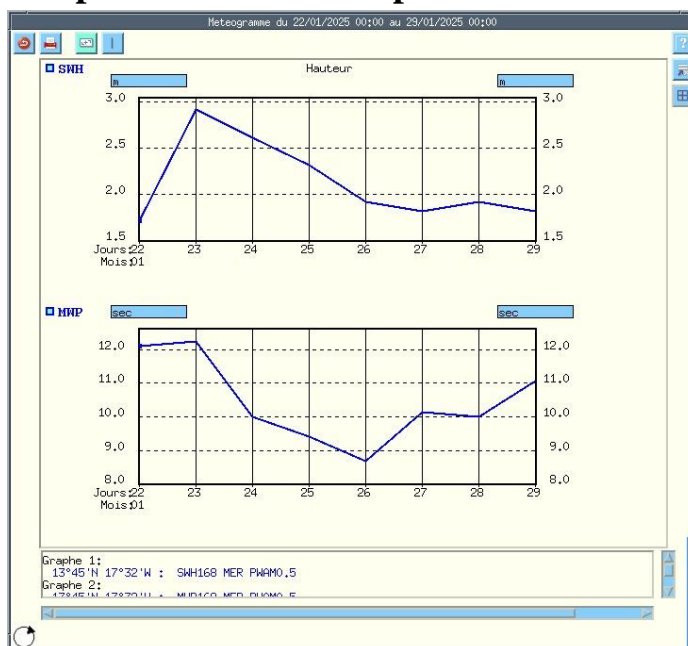 Meteogramme du 22/01/2025 00:00 au 29/01/2025 00:00
?
SWH Hauteur
m m
3.0 3.0
2.5 2.5
2.0 2.0
1.5 1.5
Jours:22 23 24 25 26 27 28 29
Mois:01
MWP sec sec
12.0 12.0
11.0 11.0
10.0 10.0
9.0 9.0
8.0 8.0
Jours:22 23 24 25 26 27 28 29
Mois:01
Graphe 1:
13°45'N 17°32'W : SWH168 MER PWAM0.5
Graphe 2: